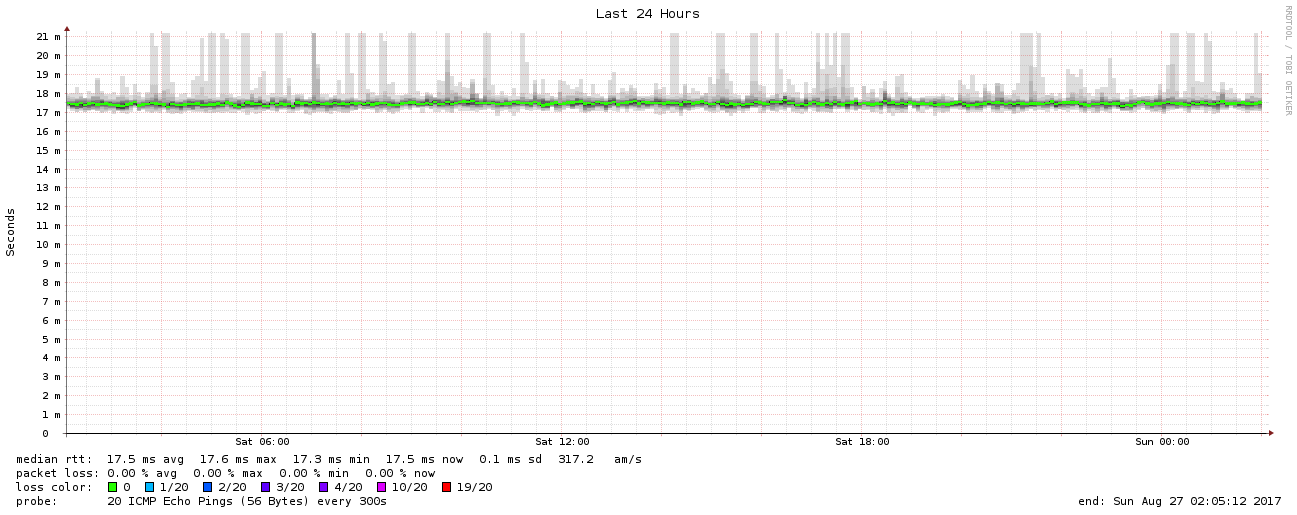 Last 24 Hours
RRDTOOL / TOBI OETIKER
Seconds
21 m
20 m
19 m
18 m
17 m
16 m
15 m
14 m
13 m
12 m
11 m
10 m
9 m
8 m
7 m
6 m
5 m
4 m
3 m
2 m
1 m
0
Sat 06:00 Sat 12:00 Sat 18:00 Sun 00:00
median rtt: 17.5 ms avg 17.6 ms max 17.3 ms min 17.5 ms now 0.1 ms sd 317.2 am/s
packet loss: 0.00 % avg 0.00 % max 0.00 % min 0.00 % now
loss color: 0 1/20 2/20 3/20 4/20 10/20 19/20
probe: 20 ICMP Echo Pings (56 Bytes) every 300s end: Sun Aug 27 02:05:12 2017